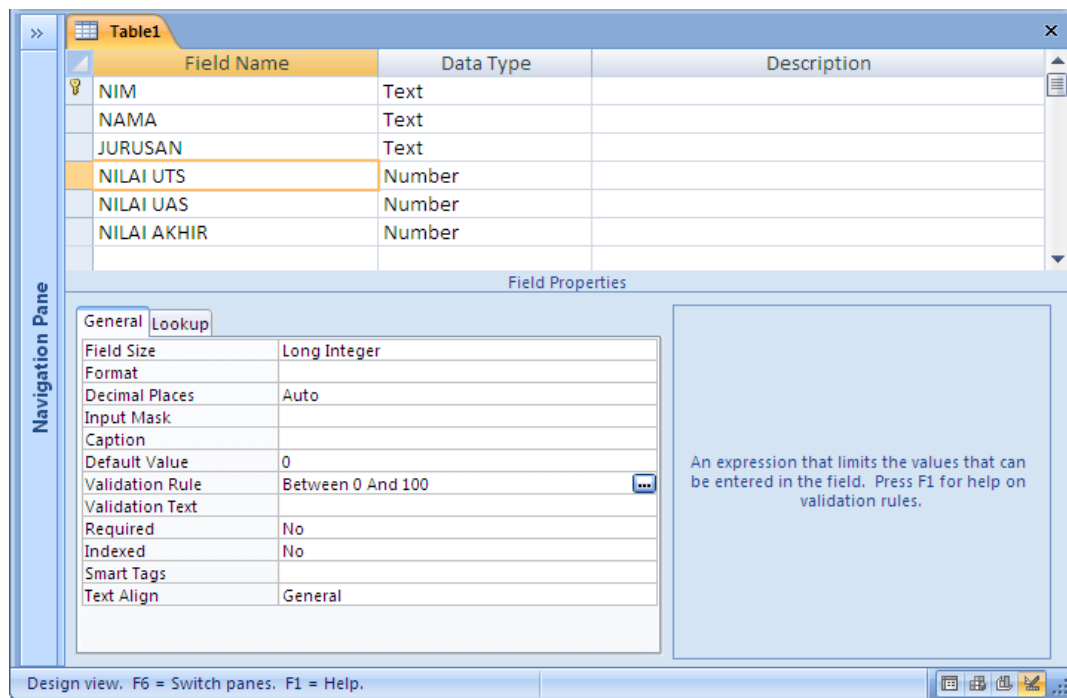 »
Table1
×
Field Name Data Type Description
NIM Text
NAMA Text
JURUSAN Text
NILAI UTS Number
NILAI UAS Number
NILAI AKHIR Number
Field Properties
Navigation Pane
General Lookup
Field Size Long Integer
Format
Decimal Places Auto
Input Mask
Caption
Default Value 0
Validation Rule Between 0 And 100 ...
Validation Text
Required No
Indexed No
Smart Tags
Text Align General
An expression that limits the values that can
be entered in the field. Press F1 for help on
validation rules.
Design view. F6 = Switch panes. F1 = Help.